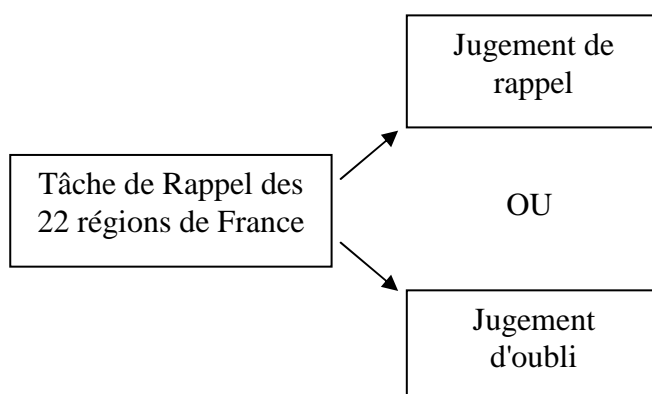 Jugement de
rappel
Tâche de Rappel des
22 régions de France
OU
Jugement
d'oubli